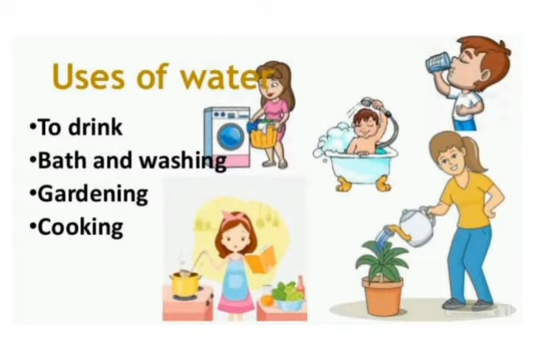 Uses of water
•To drink
•Bath and washing
•Gardening
•Cooking